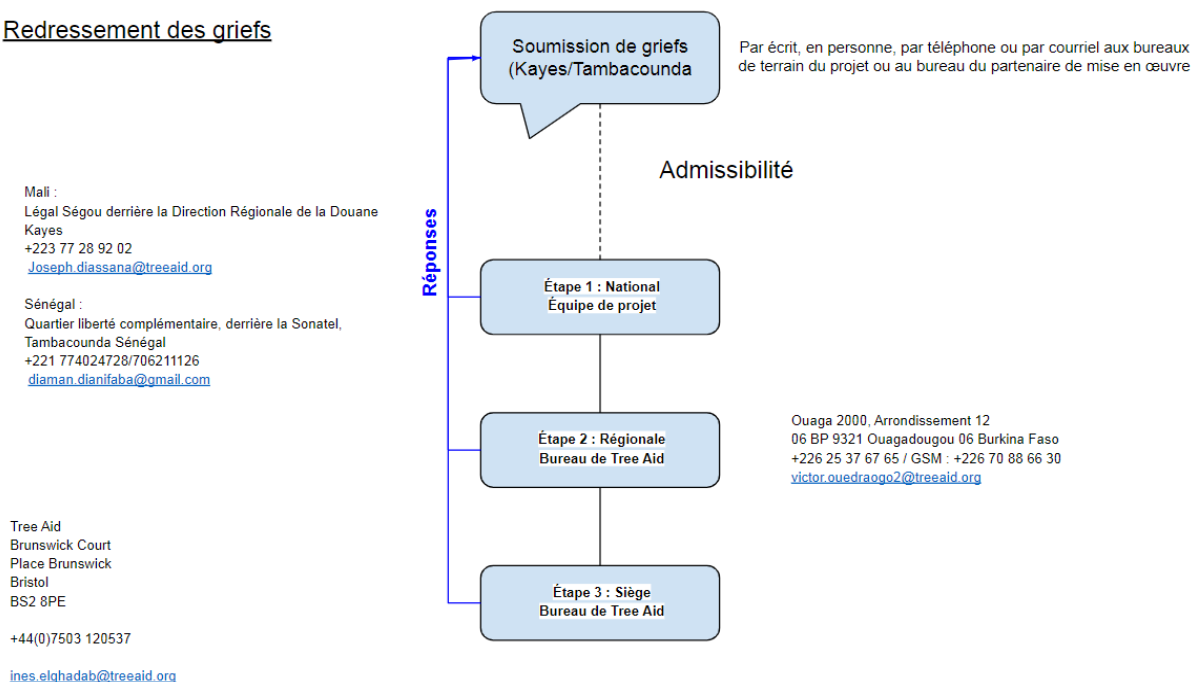 Redressement des griefs
Soumission de griefs
(Kayes/Tambacounda
Par écrit, en personne, par téléphone ou par courriel aux bureaux
de terrain du projet ou au bureau du partenaire de mise en œuvre
Admissibilité
Mali :
Légal Ségou derrière la Direction Régionale de la Douane
Kayes
+223 77 28 92 02
Joseph.diassana@treeaid.org
Sénégal :
Quartier liberté complémentaire, derrière la Sonatel,
Tambacounda Sénégal
+221 774024728/706211126
diaman.dianifaba@gmail.com
Réponses
Étape 1 : National
Équipe de projet
Étape 2 : Régionale
Bureau de Tree Aid
Ouaga 2000, Arrondissement 12
06 BP 9321 Ouagadougou 06 Burkina Faso
+226 25 37 67 65 / GSM : +226 70 88 66 30
victor.ouedraogo2@treeaid.org
Étape 3 : Siège
Bureau de Tree Aid
Tree Aid
Brunswick Court
Place Brunswick
Bristol
BS2 8PE
+44(0)7503 120537
ines.elghadab@treeaid.org